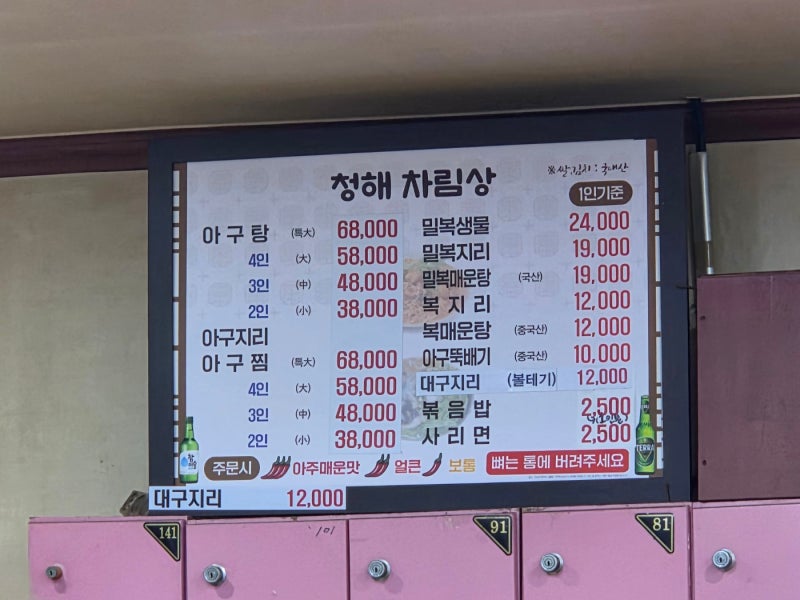 청해 차림상
※쌀,김치 : 국내산
1인기준
아구탕 (특大) 68,000
4인 (大) 58,000
3인 (中) 48,000
2인 (小) 38,000
아구지리
아구찜 (특大) 68,000
4인 (大) 58,000
3인 (中) 48,000
2인 (小) 38,000
밀복생물 24,000
밀복지리 19,000
밀복매운탕 (국산) 19,000
복지리 12,000
복매운탕 (중국산) 12,000
아구뚝배기 (중국산) 10,000
대구지리 (볼테기) 12,000
볶음밥 2,500
사리면 2,500
주문시 아주매운맛 얼큰 보통 뼈는 통에 버려주세요
TERRA
대구지리 12,000
141
101
91
81